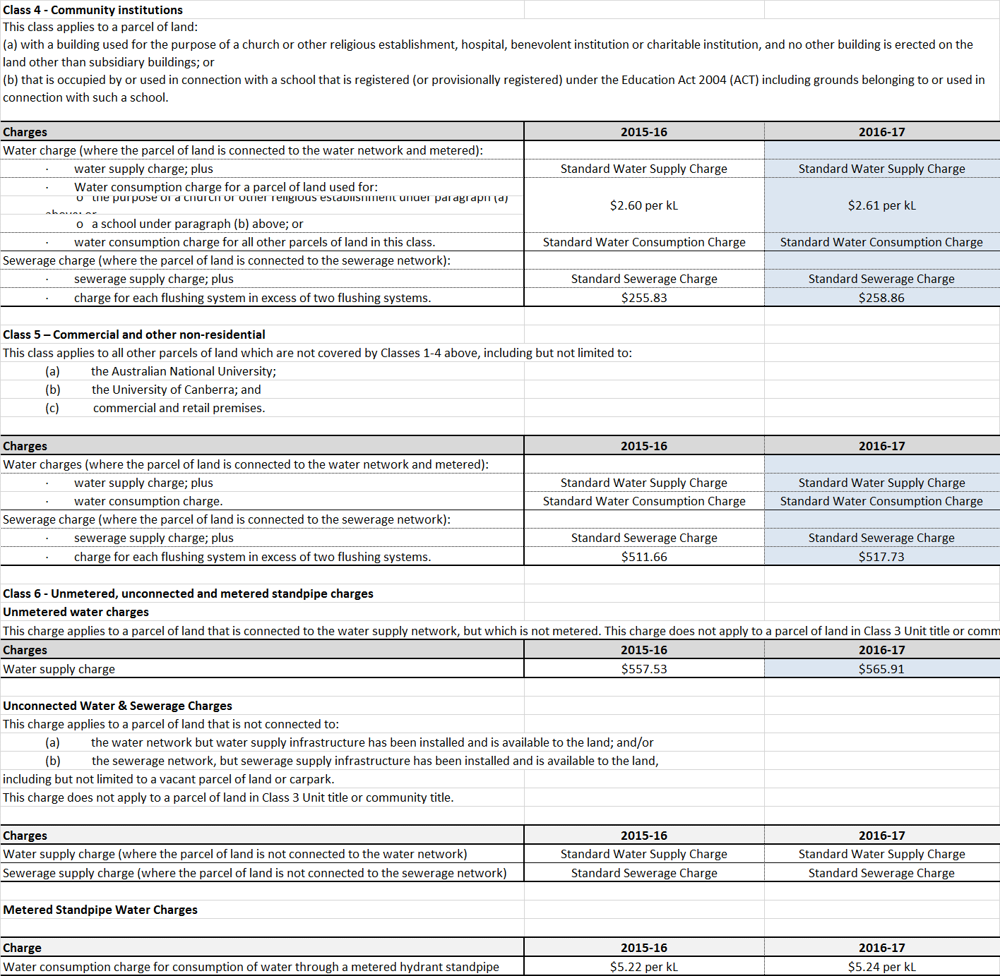 Class 4 - Community institutions
This class applies to a parcel of land:
(a) with a building used for the purpose of a church or other religious establishment, hospital, benevolent institution or charitable institution, and no other building is erected on the
land other than subsidiary buildings; or
(b) that is occupied by or used in connection with a school that is registered (or provisionally registered) under the Education Act 2004 (ACT) including grounds belonging to or used in
connection with such a school.
Charges 2015-16 2016-17
Water charge (where the parcel of land is connected to the water network and metered):
· water supply charge; plus Standard Water Supply Charge Standard Water Supply Charge
· Water consumption charge for a parcel of land used for:
o the purpose of a church or other religious establishment under paragraph (a)
above; or
$2.60 per kL $2.61 per kL
o a school under paragraph (b) above; or
· water consumption charge for all other parcels of land in this class. Standard Water Consumption Charge Standard Water Consumption Charge
Sewerage charge (where the parcel of land is connected to the sewerage network):
· sewerage supply charge; plus Standard Sewerage Charge Standard Sewerage Charge
· charge for each flushing system in excess of two flushing systems. $255.83 $258.86
Class 5 – Commercial and other non-residential
This class applies to all other parcels of land which are not covered by Classes 1-4 above, including but not limited to:
(a) the Australian National University;
(b) the University of Canberra; and
(c) commercial and retail premises.
Charges 2015-16 2016-17
Water charges (where the parcel of land is connected to the water network and metered):
· water supply charge; plus Standard Water Supply Charge Standard Water Supply Charge
· water consumption charge. Standard Water Consumption Charge Standard Water Consumption Charge
Sewerage charge (where the parcel of land is connected to the sewerage network):
· sewerage supply charge; plus Standard Sewerage Charge Standard Sewerage Charge
· charge for each flushing system in excess of two flushing systems. $511.66 $517.73
Class 6 - Unmetered, unconnected and metered standpipe charges
Unmetered water charges
This charge applies to a parcel of land that is connected to the water supply network, but which is not metered. This charge does not apply to a parcel of land in Class 3 Unit title or comm
Charges 2015-16 2016-17
Water supply charge $557.53 $565.91
Unconnected Water & Sewerage Charges
This charge applies to a parcel of land that is not connected to:
(a) the water network but water supply infrastructure has been installed and is available to the land; and/or
(b) the sewerage network, but sewerage supply infrastructure has been installed and is available to the land,
including but not limited to a vacant parcel of land or carpark.
This charge does not apply to a parcel of land in Class 3 Unit title or community title.
Charges 2015-16 2016-17
Water supply charge (where the parcel of land is not connected to the water network) Standard Water Supply Charge Standard Water Supply Charge
Sewerage supply charge (where the parcel of land is not connected to the sewerage network) Standard Sewerage Charge Standard Sewerage Charge
Metered Standpipe Water Charges
Charge 2015-16 2016-17
Water consumption charge for consumption of water through a metered hydrant standpipe $5.22 per kL $5.24 per kL